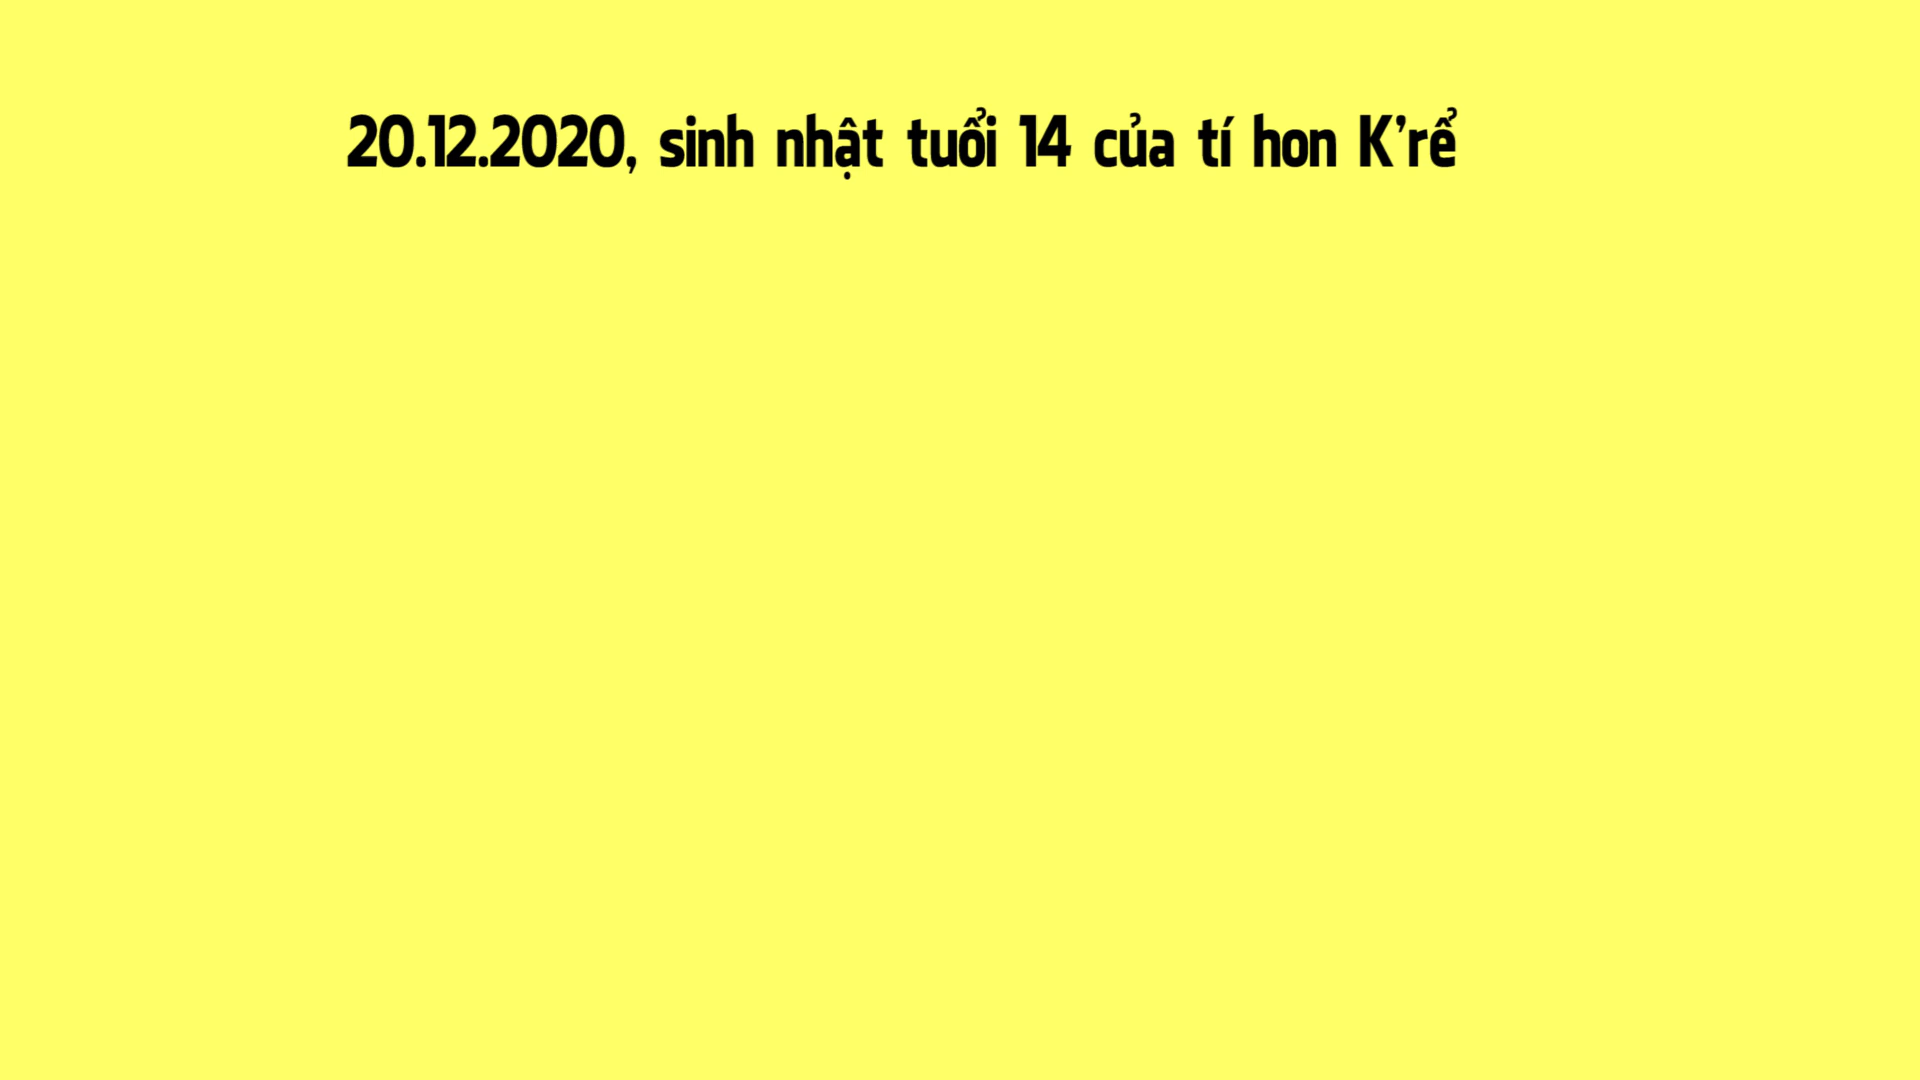 20.12.2020, sinh nhật tuổi 14 của tí hon K’rể